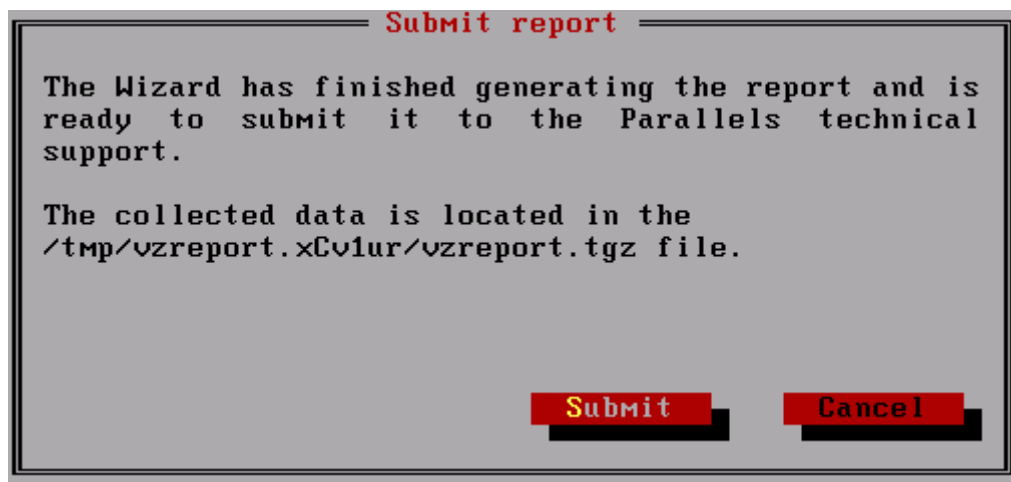 Submit report
The Wizard has finished generating the report and is
ready to submit it to the Parallels technical
support.
The collected data is located in the
/tmp/vzreport.xCv1ur/vzreport.tgz file.
Submit Cancel